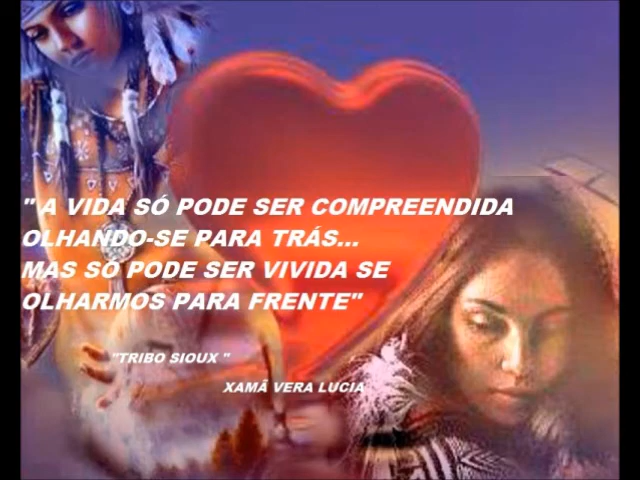 " A VIDA SÓ PODE SER COMPREENDIDA
OLHANDO-SE PARA TRÁS...
MAS SÓ PODE SER VIVIDA SE
OLHARMOS PARA FRENTE"
"TRIBO SIOUX "
XAMÃ VERA LUCIA